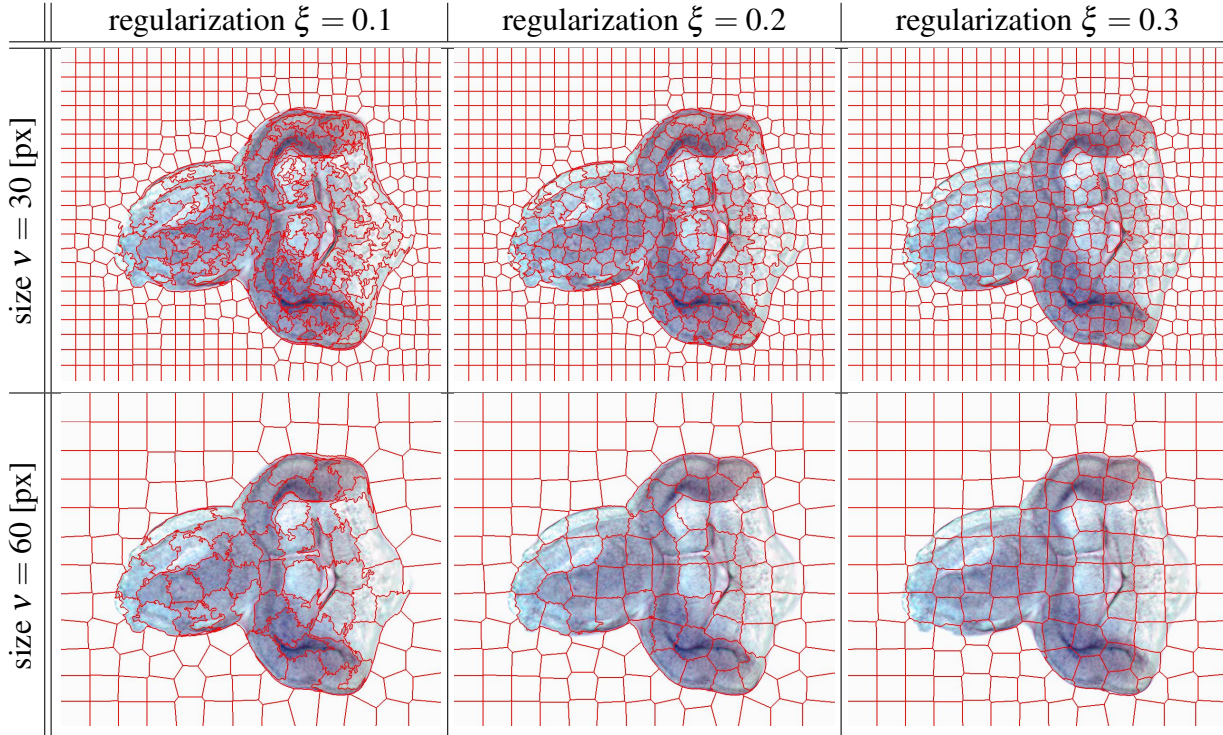 regularization ξ = 0.1
regularization ξ = 0.2
regularization ξ = 0.3
size ν = 30 [px]
size ν = 60 [px]